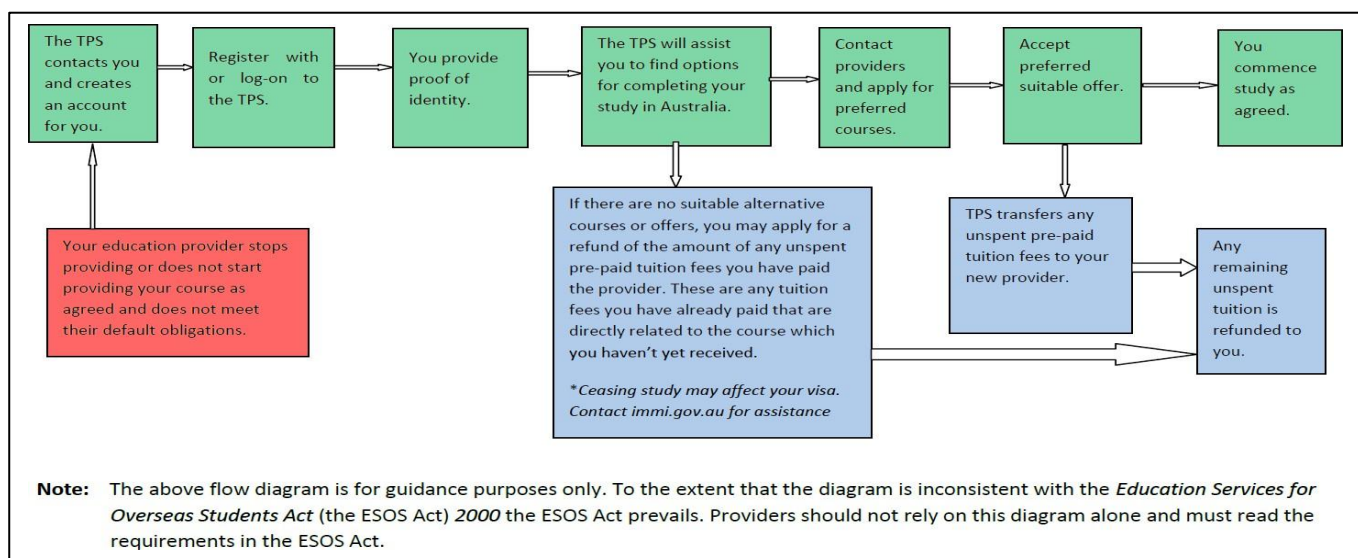 The TPS
contacts you
and creates
an account
for you.
Register with
or log-on to
the TPS.
You provide
proof of
identity.
The TPS will assist
you to find options
for completing your
study in Australia.
Contact
providers
and apply for
preferred
courses.
Accept
preferred
suitable offer.
You
commence
study as
agreed.
Your education provider stops
providing or does not start
providing your course as
agreed and does not meet
their default obligations.
If there are no suitable alternative
courses or offers, you may apply for a
refund of the amount of any unspent
pre-paid tuition fees you have paid
the provider. These are any tuition
fees you have already paid that are
directly related to the course which
you haven't yet received.
*Ceasing study may affect your visa.
Contact immi.gov.au for assistance
TPS transfers any
unspent pre-paid
tuition fees to your
new provider.
Any
remaining
unspent
tuition is
refunded to
you.
Note: The above flow diagram is for guidance purposes only. To the extent that the diagram is inconsistent with the Education Services for
Overseas Students Act (the ESOS Act) 2000 the ESOS Act prevails. Providers should not rely on this diagram alone and must read the
requirements in the ESOS Act.